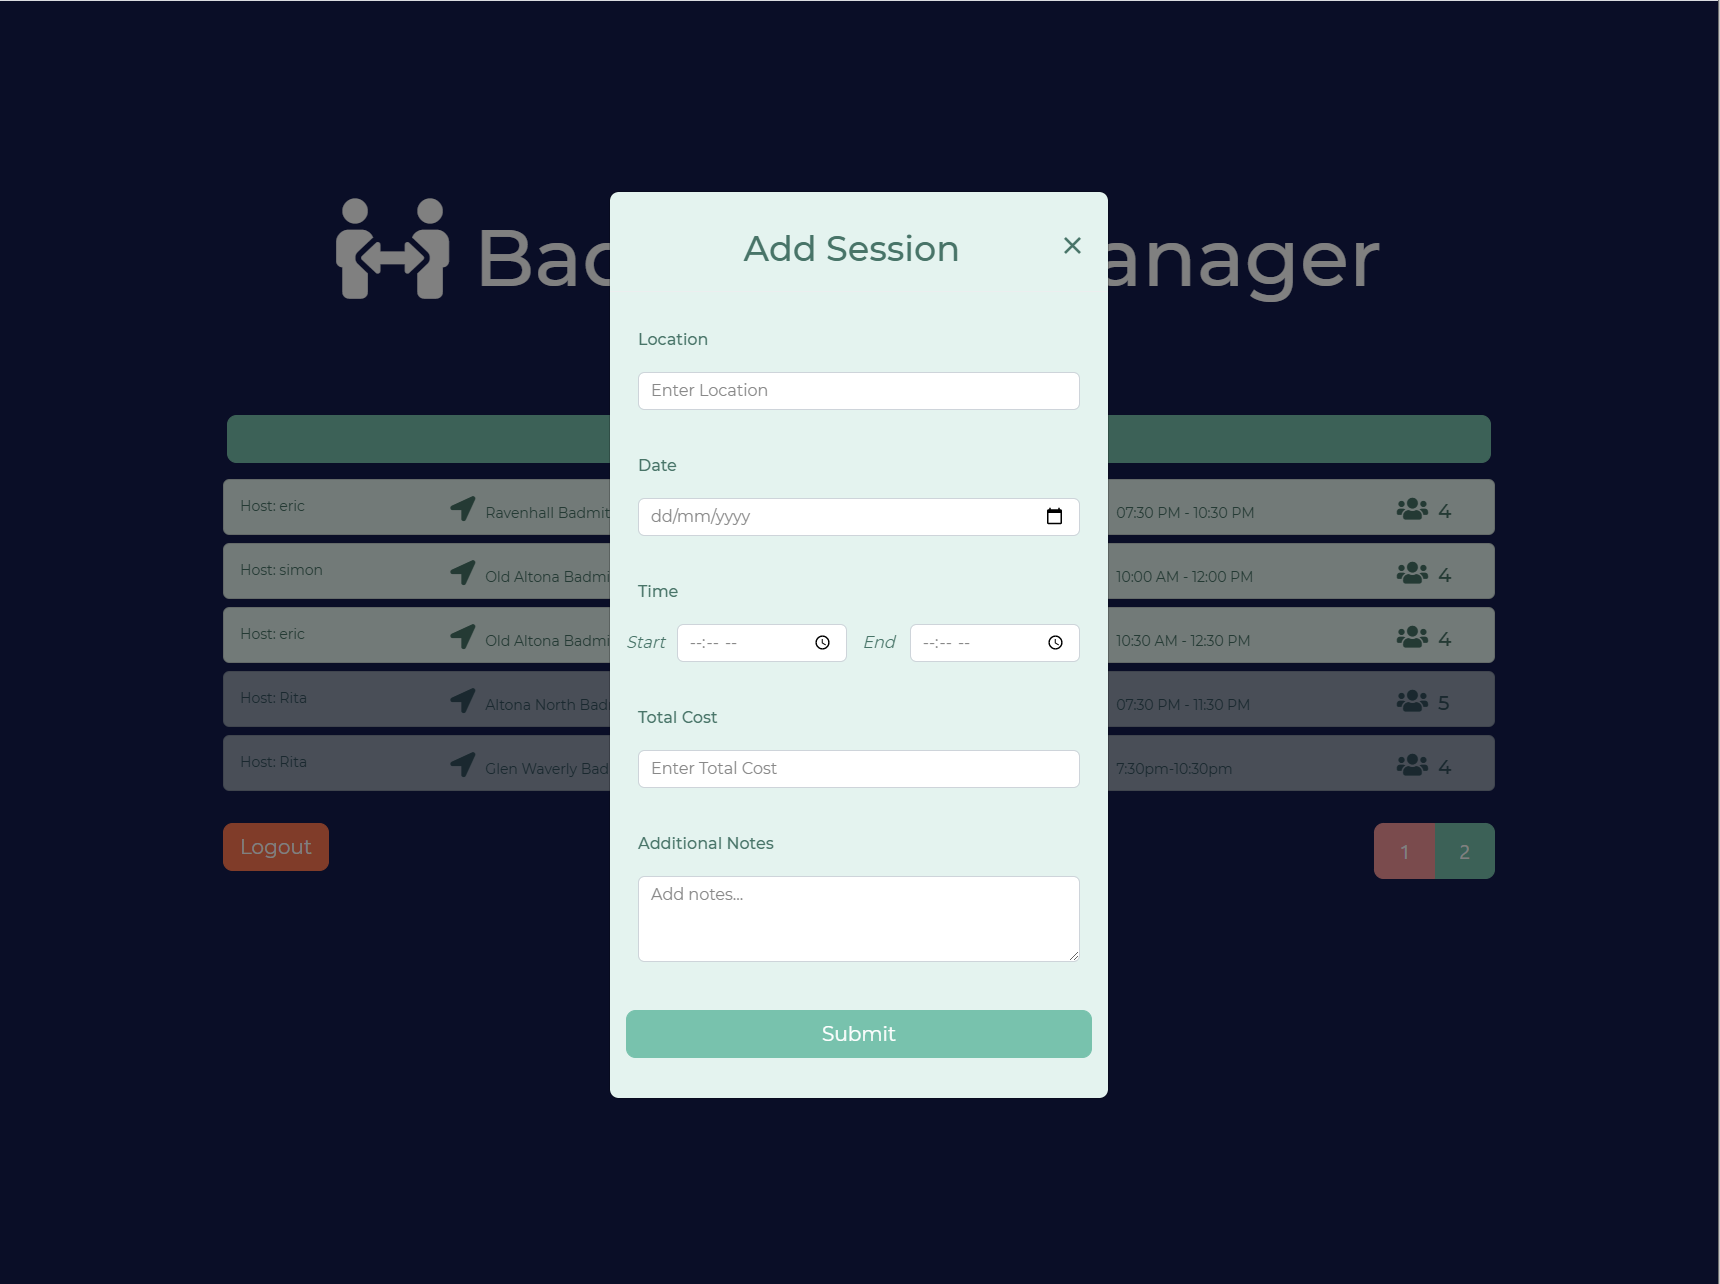 Bad
anager
Add Session
×
Location
Enter Location
Date
dd/mm/yyyy
Time
Start --:-- -- End --:-- --
Total Cost
Enter Total Cost
Additional Notes
Add notes...
Submit
Host: eric Ravenhall Badmit 07:30 PM - 10:30 PM 4
Host: simon Old Altona Badmi 10:00 AM - 12:00 PM 4
Host: eric Old Altona Badmi 10:30 AM - 12:30 PM 4
Host: Rita Altona North Bad 07:30 PM - 11:30 PM 5
Host: Rita Glen Waverly Bad 7:30pm-10:30pm 4
Logout
1 2